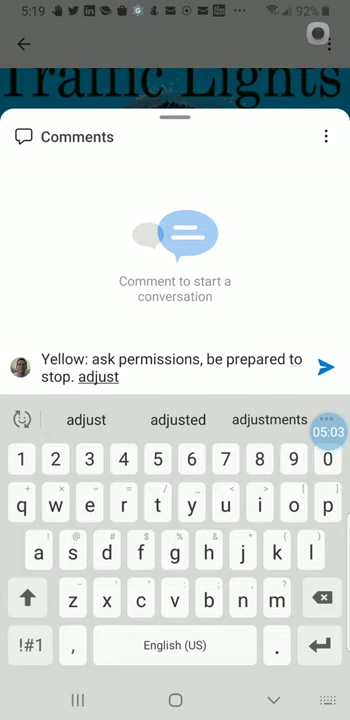 5:19
92%
Traffic Lights
Comments
Comment to start a
conversation
Yellow: ask permissions, be prepared to
stop. adjust
adjust adjusted adjustments
05:03
1 2 3 4 5 6 7 8 9 0
+ × ÷ = / _ < > [ ]
q w e r t y u i o p
! @ # $ % ^ & * ( )
a s d f g h j k l
- ' " : ; , ?
z x c v b n m
!#1 , English (US) .